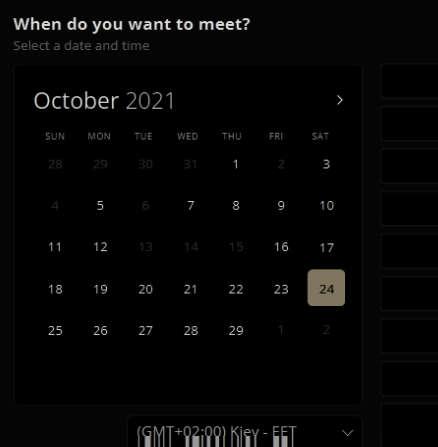 When do you want to meet?
Select a date and time
October 2021
SUN MON TUE WED THU FRI SAT
28 29 30 31 1 2 3
4 5 6 7 8 9 10
11 12 13 14 15 16 17
18 19 20 21 22 23 24
25 26 27 28 29 1 2
(GMT+02:00) Kiev - EET